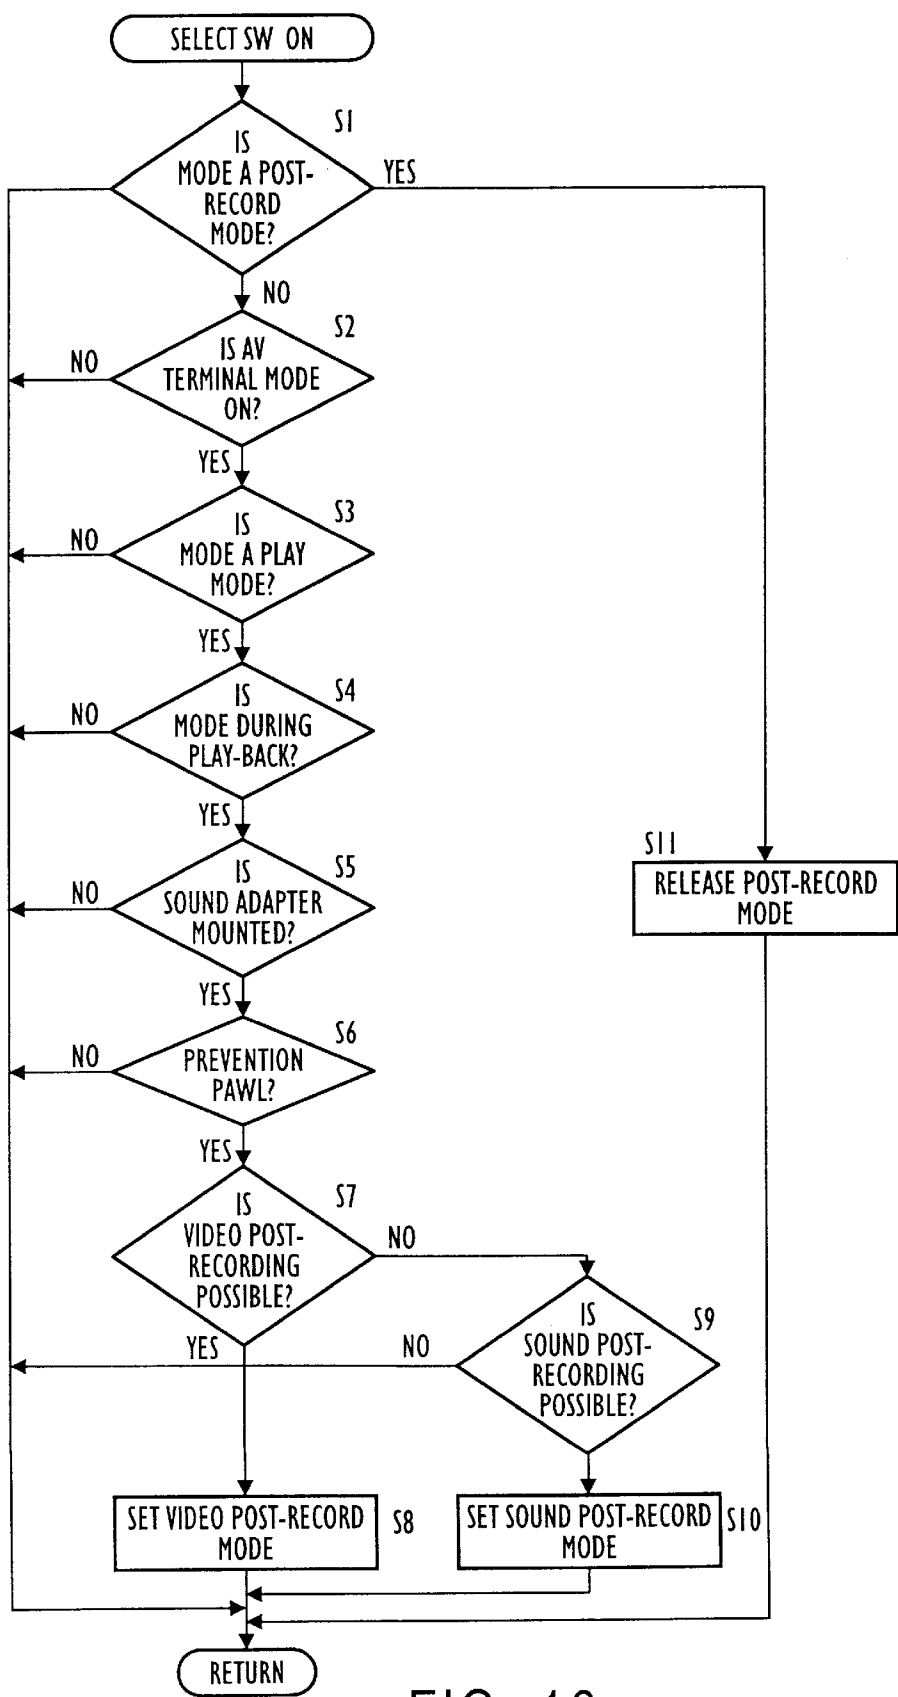 SELECT SW ON
S1
IS
MODE A POST-
RECORD
MODE?
YES
NO
S2
IS AV
TERMINAL MODE
ON?
NO
YES
S3
IS
MODE A PLAY
MODE?
NO
YES
S4
IS
MODE DURING
PLAY-BACK?
NO
YES
S5
IS
SOUND ADAPTER
MOUNTED?
NO
YES
S11
RELEASE POST-RECORD
MODE
S6
PREVENTION
PAWL?
NO
YES
S7
IS
VIDEO POST-
RECORDING
POSSIBLE?
NO
YES
S9
IS
SOUND POST-
RECORDING
POSSIBLE?
NO
SET VIDEO POST-RECORD
MODE
S8
SET SOUND POST-RECORD
MODE
S10
RETURN